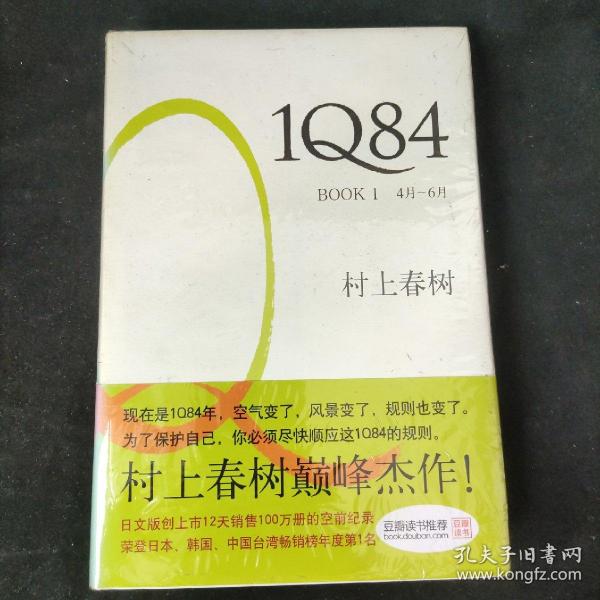 1Q84
BOOK 1 4月-6月
村上春树
现在是1Q84年，空气变了，风景变了，规则也变了。
为了保护自己，你必须尽快顺应这1Q84的规则。
村上春树巅峰杰作！
日文版创上市12天销售100万册的空前纪录
荣登日本、韩国、中国台湾畅销榜年度第1名
豆瓣读书推荐
book.douban.com
豆瓣
读书
孔夫子旧书网
www.kongfz.com